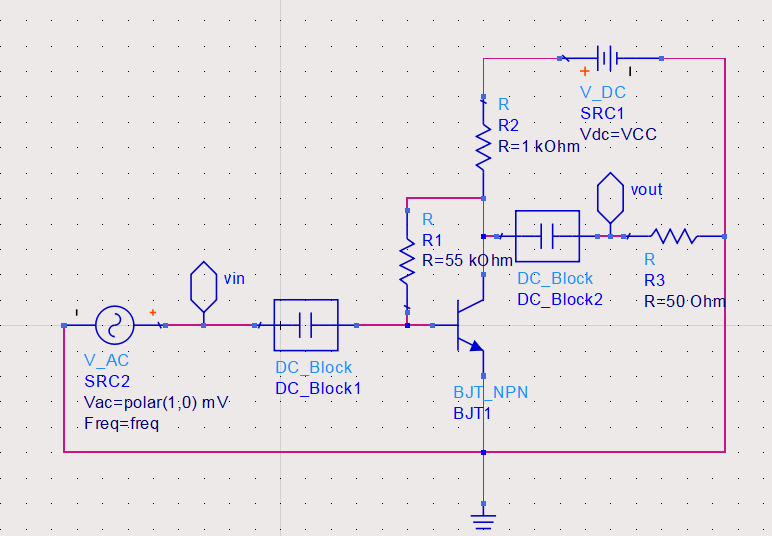 V_DC
SRC1
Vdc=VCC
R
R2
R=1 kOhm
vout
R
R1
R=55 kOhm
DC_Block
DC_Block2
R
R3
R=50 Ohm
vin
V_AC
SRC2
Vac=polar(1,0) mV
Freq=freq
DC_Block
DC_Block1
BJT_NPN
BJT1